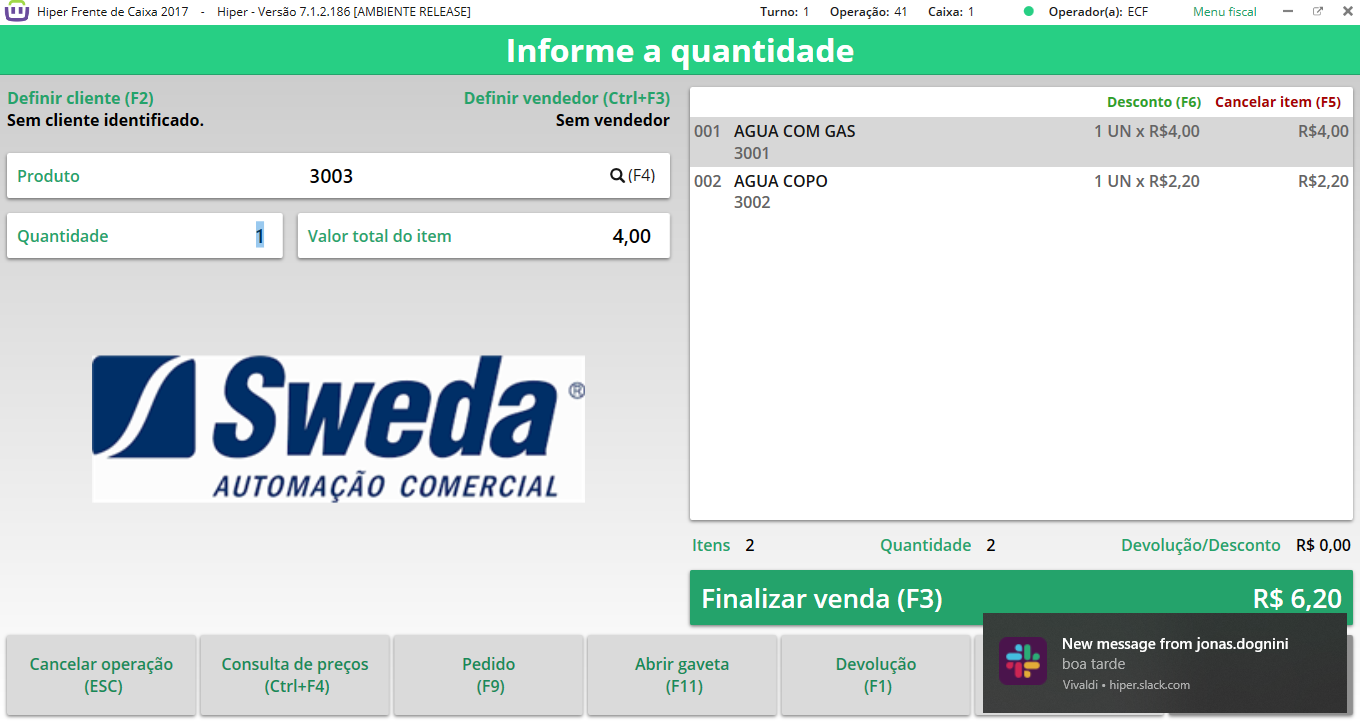 Hiper Frente de Caixa 2017 - Hiper - Versão 7.1.2.186 [AMBIENTE RELEASE] Turno: 1 Operação: 41 Caixa: 1 Operador(a): ECF Menu fiscal
Informe a quantidade
Definir cliente (F2) Definir vendedor (Ctrl+F3)
Sem cliente identificado. Sem vendedor
Produto 3003 (F4)
Quantidade 1 Valor total do item 4,00
Sweda ®
AUTOMAÇÃO COMERCIAL
Desconto (F6) Cancelar item (F5)
001 AGUA COM GAS 1 UN x R$4,00 R$4,00
3001
002 AGUA COPO 1 UN x R$2,20 R$2,20
3002
Itens 2 Quantidade 2 Devolução/Desconto R$ 0,00
Finalizar venda (F3) R$ 6,20
Cancelar operação
(ESC)
Consulta de preços
(Ctrl+F4)
Pedido
(F9)
Abrir gaveta
(F11)
Devolução
(F1)
New message from jonas.dognini
boa tarde
Vivaldi • hiper.slack.com